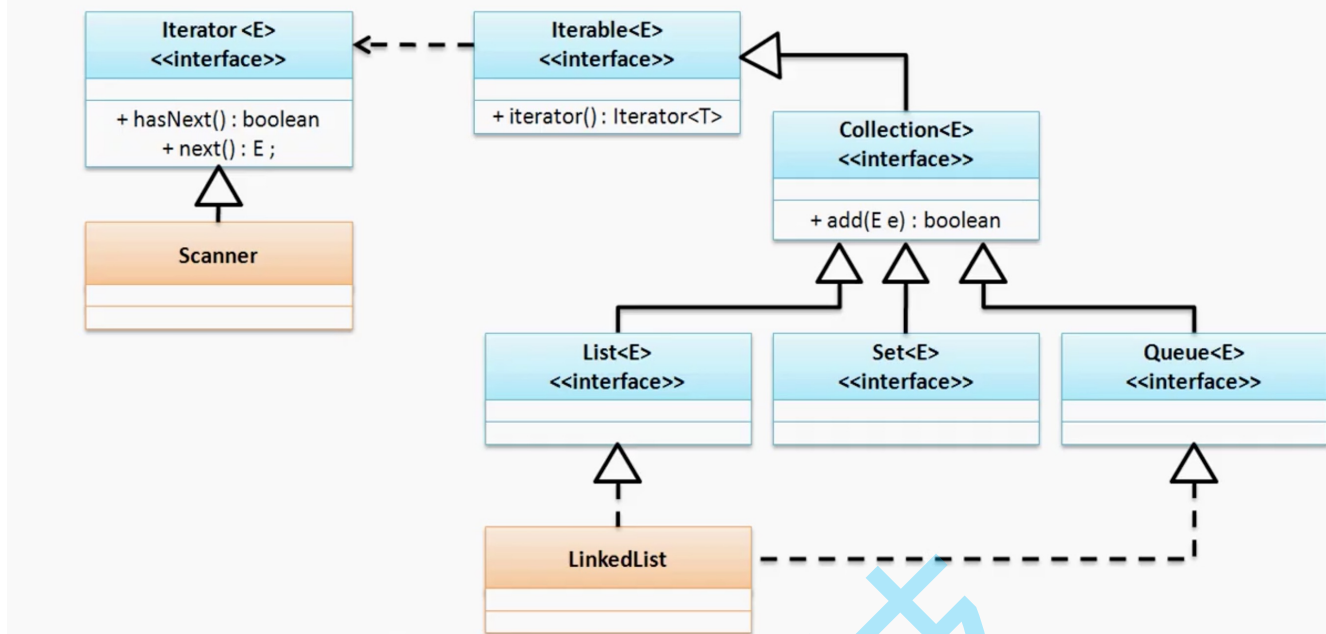 Iterator <E>
<<interface>>
+ hasNext() : boolean
+ next() : E ;
Iterable<E>
<<interface>>
+ iterator() : Iterator<T>
Collection<E>
<<interface>>
+ add(E e) : boolean
Scanner
List<E>
<<interface>>
Set<E>
<<interface>>
Queue<E>
<<interface>>
LinkedList